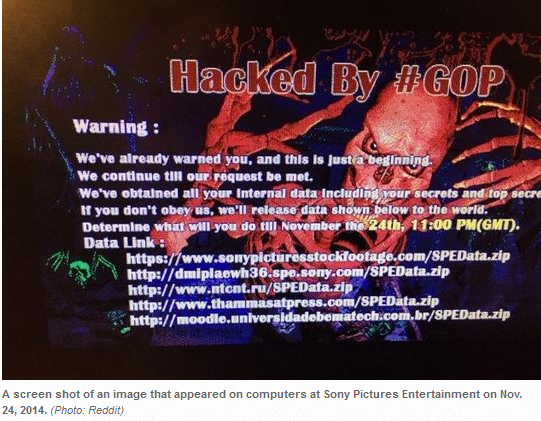 Hacked By #GOP
Warning :
We've already warned you, and this is just a beginning.
We continue till our request be met.
We've obtained all your Internal data Including your secrets and top secre
If you don't obey us, we'll release data shown below to the world.
Determine what will you do till November the 24th, 11:00 PM(GMT).
Data Link :
https://www.sonypicturesstockfootage.com/SPEData.zip
http://dmiplaewh36.spe.sony.com/SPEData.zip
http://www.ntcnt.ru/SPEData.zip
http://www.thammasatpress.com/SPEData.zip
http://moodle.universidadebematech.com.br/SPEData.zip
A screen shot of an image that appeared on computers at Sony Pictures Entertainment on Nov.
24, 2014. (Photo: Reddit)